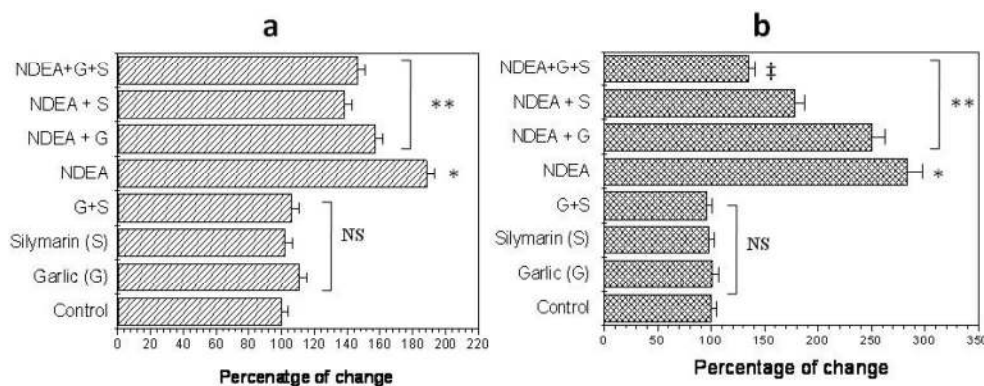 a
NDEA+G+S
NDEA + S
NDEA + G
NDEA
G+S
Silymarin (S)
Garlic (G)
Control
**
*
NS
0 20 40 60 80 100 120 140 160 180 200 220
Percenatge of change
b
NDEA+G+S
NDEA + S
NDEA + G
NDEA
G+S
Silymarin (S)
Garlic (G)
Control
‡
**
*
NS
0 50 100 150 200 250 300 350
Percentage of change